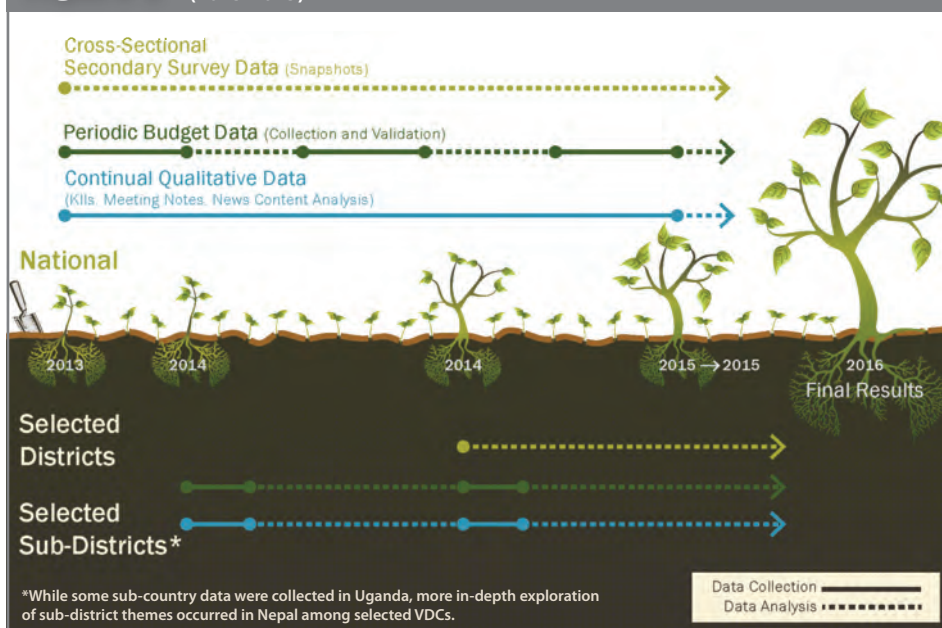 Cross-Sectional
Secondary Survey Data (Snapshots)
Periodic Budget Data (Collection and Validation)
Continual Qualitative Data
(KIIs, Meeting Notes, News Content Analysis)
National
2013
2014
2014
2015 → 2015
2016
Final Results
Selected
Districts
Selected
Sub-Districts*
*While some sub-country data were collected in Uganda, more in-depth exploration
of sub-district themes occurred in Nepal among selected VDCs.
Data Collection
Data Analysis